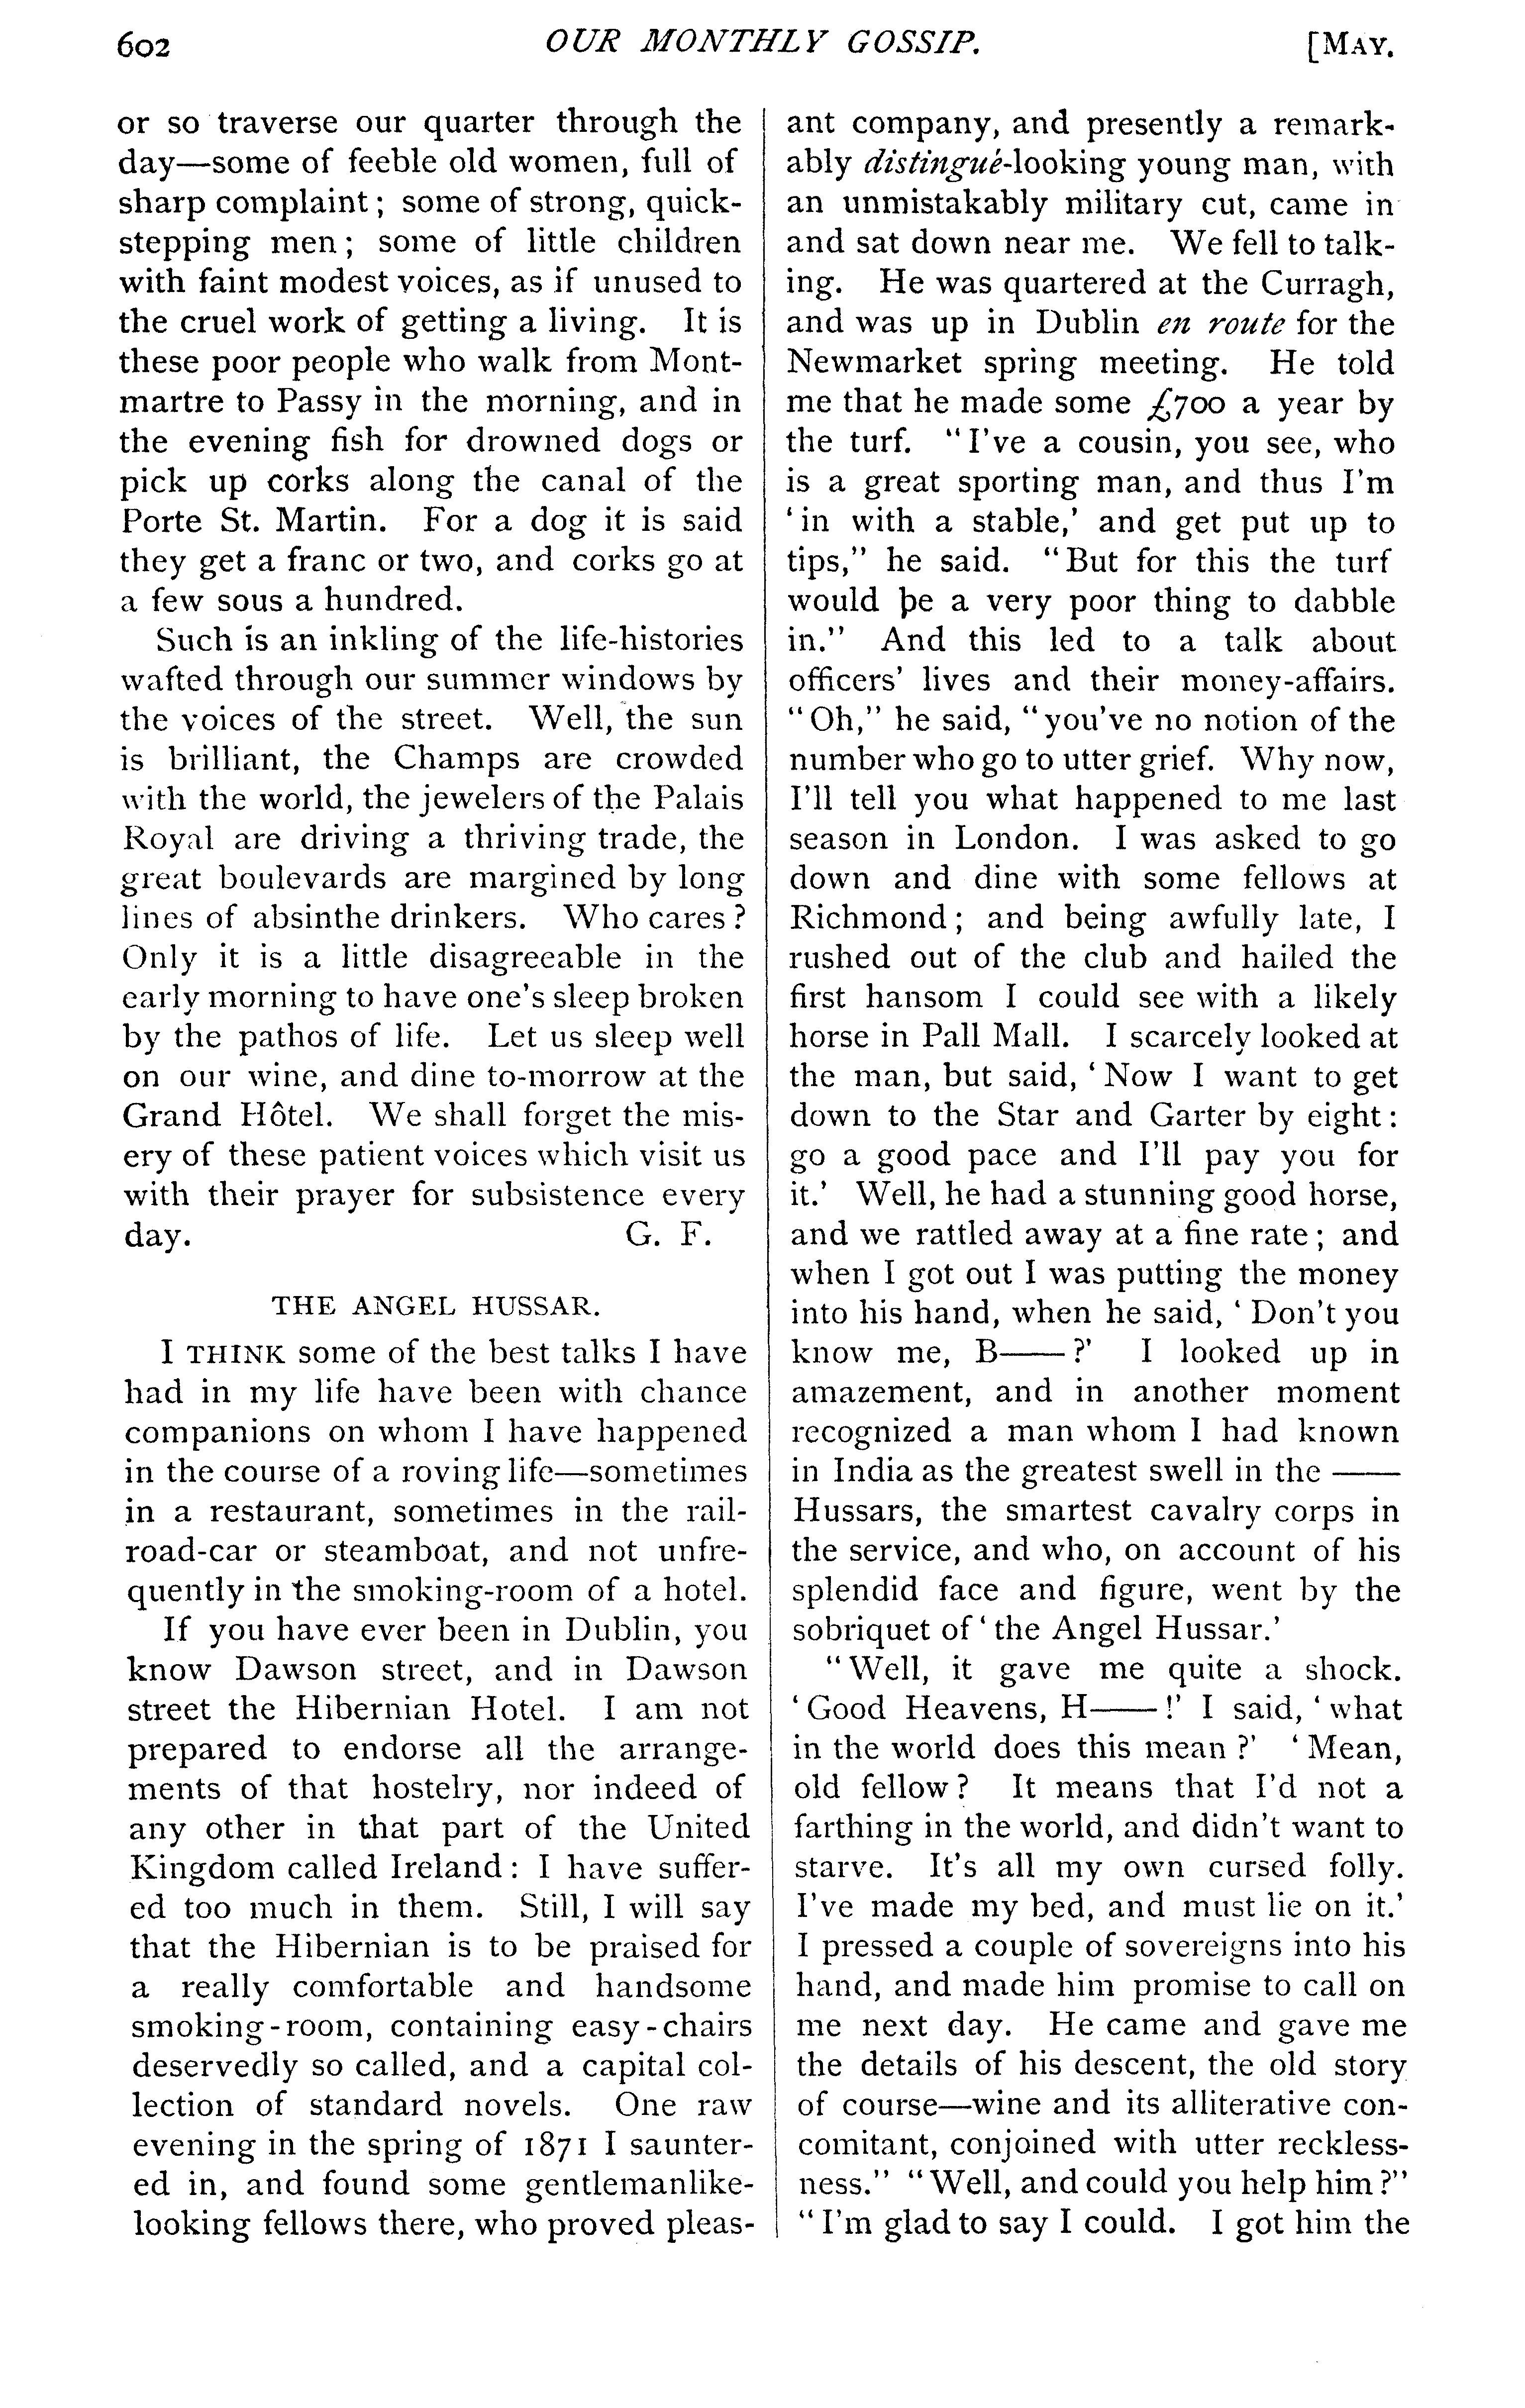 602
OUR MONTHLY GOSSIP.
[MAY.
or so traverse our quarter through the
day—some of feeble old women, full of
sharp complaint; some of strong, quick-
stepping men; some of little children
with faint modest voices, as if unused to
the cruel work of getting a living. It is
these poor people who walk from Mont-
martre to Passy in the morning, and in
the evening fish for drowned dogs or
pick up corks along the canal of the
Porte St. Martin. For a dog it is said
they get a franc or two, and corks go at
a few sous a hundred.
Such is an inkling of the life-histories
wafted through our summer windows by
the voices of the street. Well, the sun
is brilliant, the Champs are crowded
with the world, the jewelers of the Palais
Royal are driving a thriving trade, the
great boulevards are margined by long
lines of absinthe drinkers. Who cares?
Only it is a little disagreeable in the
early morning to have one's sleep broken
by the pathos of life. Let us sleep well
on our wine, and dine to-morrow at the
Grand Hôtel. We shall forget the mis-
ery of these patient voices which visit us
with their prayer for subsistence every
day. G. F.
THE ANGEL HUSSAR.
I THINK some of the best talks I have
had in my life have been with chance
companions on whom I have happened
in the course of a roving life—sometimes
in a restaurant, sometimes in the rail-
road-car or steamboat, and not unfre-
quently in the smoking-room of a hotel.
If you have ever been in Dublin, you
know Dawson street, and in Dawson
street the Hibernian Hotel. I am not
prepared to endorse all the arrange-
ments of that hostelry, nor indeed of
any other in that part of the United
Kingdom called Ireland: I have suffer-
ed too much in them. Still, I will say
that the Hibernian is to be praised for
a really comfortable and handsome
smoking-room, containing easy-chairs
deservedly so called, and a capital col-
lection of standard novels. One raw
evening in the spring of 1871 I saunter-
ed in, and found some gentlemanlike-
looking fellows there, who proved pleas-
ant company, and presently a remark-
ably distingué-looking young man, with
an unmistakably military cut, came in
and sat down near me. We fell to talk-
ing. He was quartered at the Curragh,
and was up in Dublin en route for the
Newmarket spring meeting. He told
me that he made some £700 a year by
the turf. "I've a cousin, you see, who
is a great sporting man, and thus I'm
'in with a stable,' and get put up to
tips," he said. "But for this the turf
would be a very poor thing to dabble
in." And this led to a talk about
officers' lives and their money-affairs.
"Oh," he said, "you've no notion of the
number who go to utter grief. Why now,
I'll tell you what happened to me last
season in London. I was asked to go
down and dine with some fellows at
Richmond; and being awfully late, I
rushed out of the club and hailed the
first hansom I could see with a likely
horse in Pall Mall. I scarcely looked at
the man, but said, 'Now I want to get
down to the Star and Garter by eight:
go a good pace and I'll pay you for
it.' Well, he had a stunning good horse,
and we rattled away at a fine rate; and
when I got out I was putting the money
into his hand, when he said, 'Don't you
know me, B——?' I looked up in
amazement, and in another moment
recognized a man whom I had known
in India as the greatest swell in the ——
Hussars, the smartest cavalry corps in
the service, and who, on account of his
splendid face and figure, went by the
sobriquet of 'the Angel Hussar.'
"Well, it gave me quite a shock.
'Good Heavens, H——!' I said, 'what
in the world does this mean?' 'Mean,
old fellow? It means that I'd not a
farthing in the world, and didn't want to
starve. It's all my own cursed folly.
I've made my bed, and must lie on it.'
I pressed a couple of sovereigns into his
hand, and made him promise to call on
me next day. He came and gave me
the details of his descent, the old story
of course—wine and its alliterative con-
comitant, conjoined with utter reckless-
ness." "Well, and could you help him?"
"I'm glad to say I could. I got him the